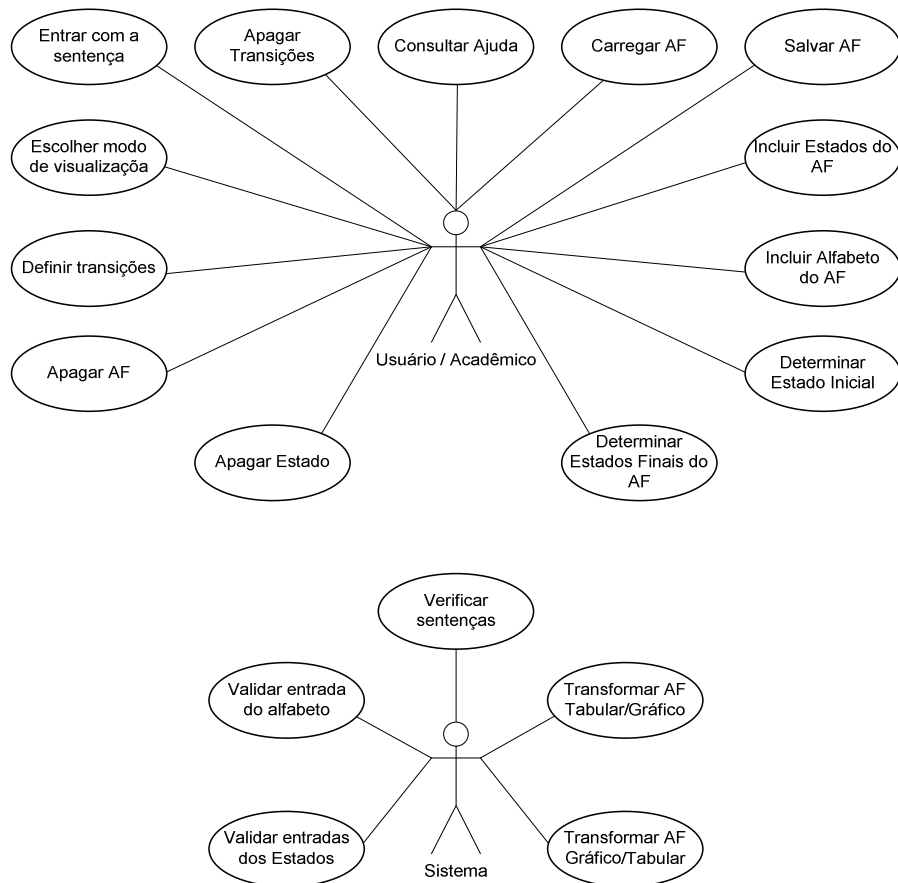 Entrar com a
sentença
Apagar
Transições
Consultar Ajuda
Carregar AF
Salvar AF
Escolher modo
de visualizaçõa
Incluir Estados do
AF
Definir transições
Incluir Alfabeto
do AF
Apagar AF
Usuário / Acadêmico
Determinar
Estado Inicial
Apagar Estado
Determinar
Estados Finais do
AF
Verificar
sentenças
Validar entrada
do alfabeto
Transformar AF
Tabular/Gráfico
Validar entradas
dos Estados
Sistema
Transformar AF
Gráfico/Tabular